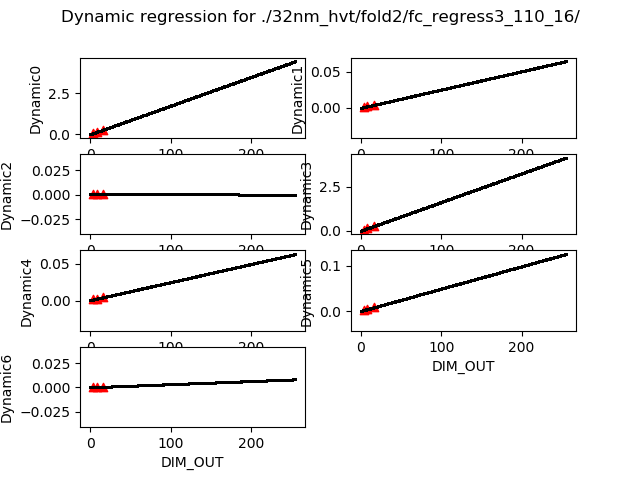 Dynamic regression for ./32nm_hvt/fold2/fc_regress3_110_16/
Dynamic0
2.5
0.0
0 100 200
Dynamic1
0.05
0.00
0 100 200
Dynamic2
0.025
0.000
−0.025
0 100 200
Dynamic3
2.5
0.0
0 100 200
Dynamic4
0.05
0.00
0 100 200
Dynamic5
0.1
0.0
0 100 200
DIM_OUT
Dynamic6
0.025
0.000
−0.025
0 100 200
DIM_OUT